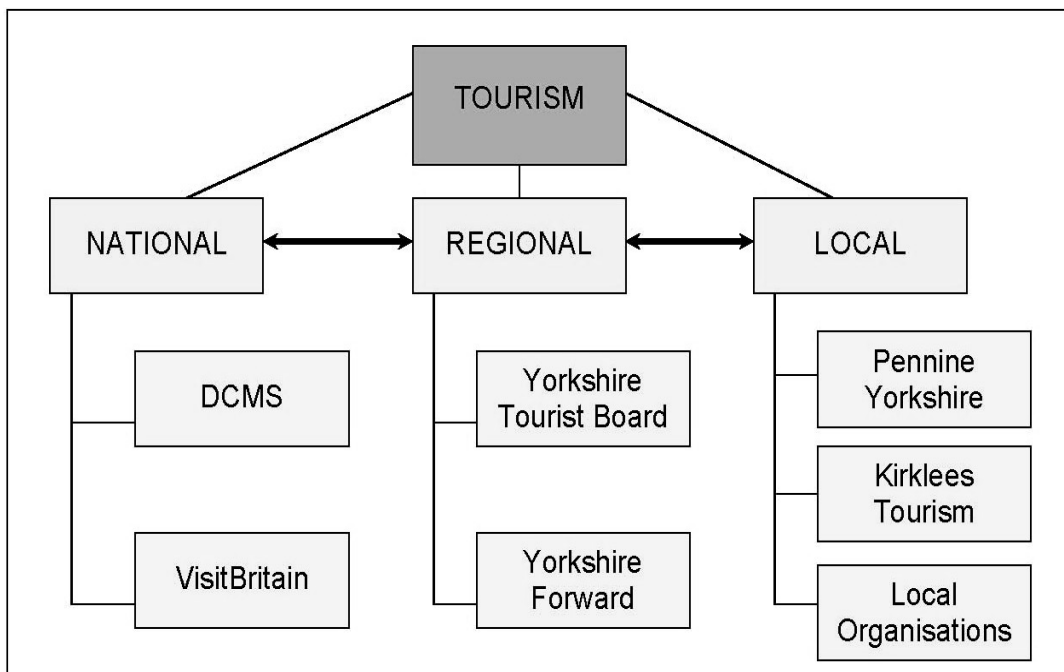 TOURISM
NATIONAL
REGIONAL
LOCAL
DCMS
VisitBritain
Yorkshire
Tourist Board
Yorkshire
Forward
Pennine
Yorkshire
Kirklees
Tourism
Local
Organisations